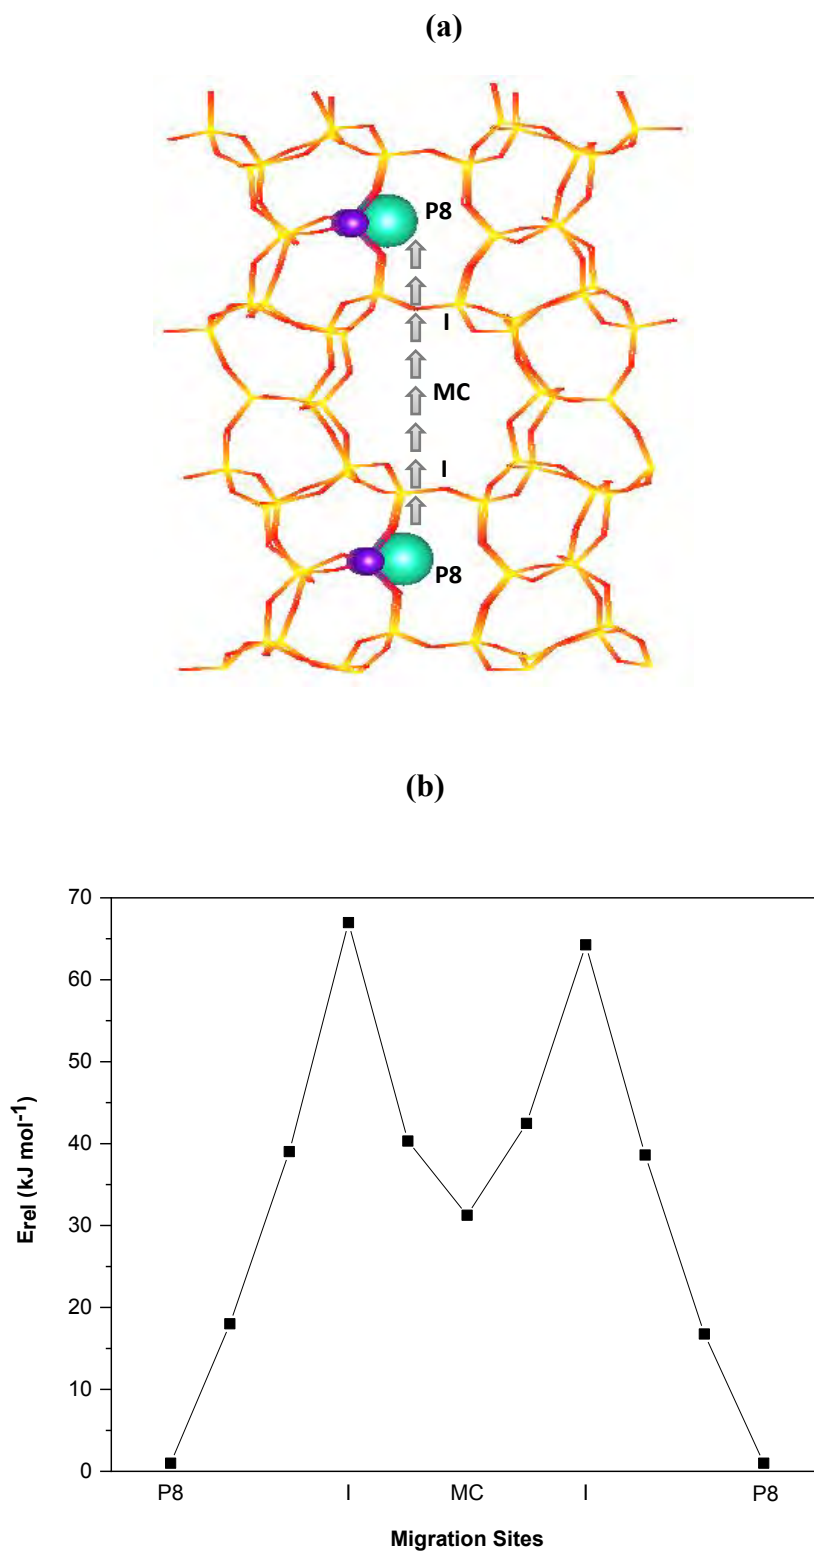 (a)
P8
I
MC
I
P8
(b)
70
60
50
40
30
20
10
0
Erel (kJ mol-1)
P8 I MC I P8
Migration Sites